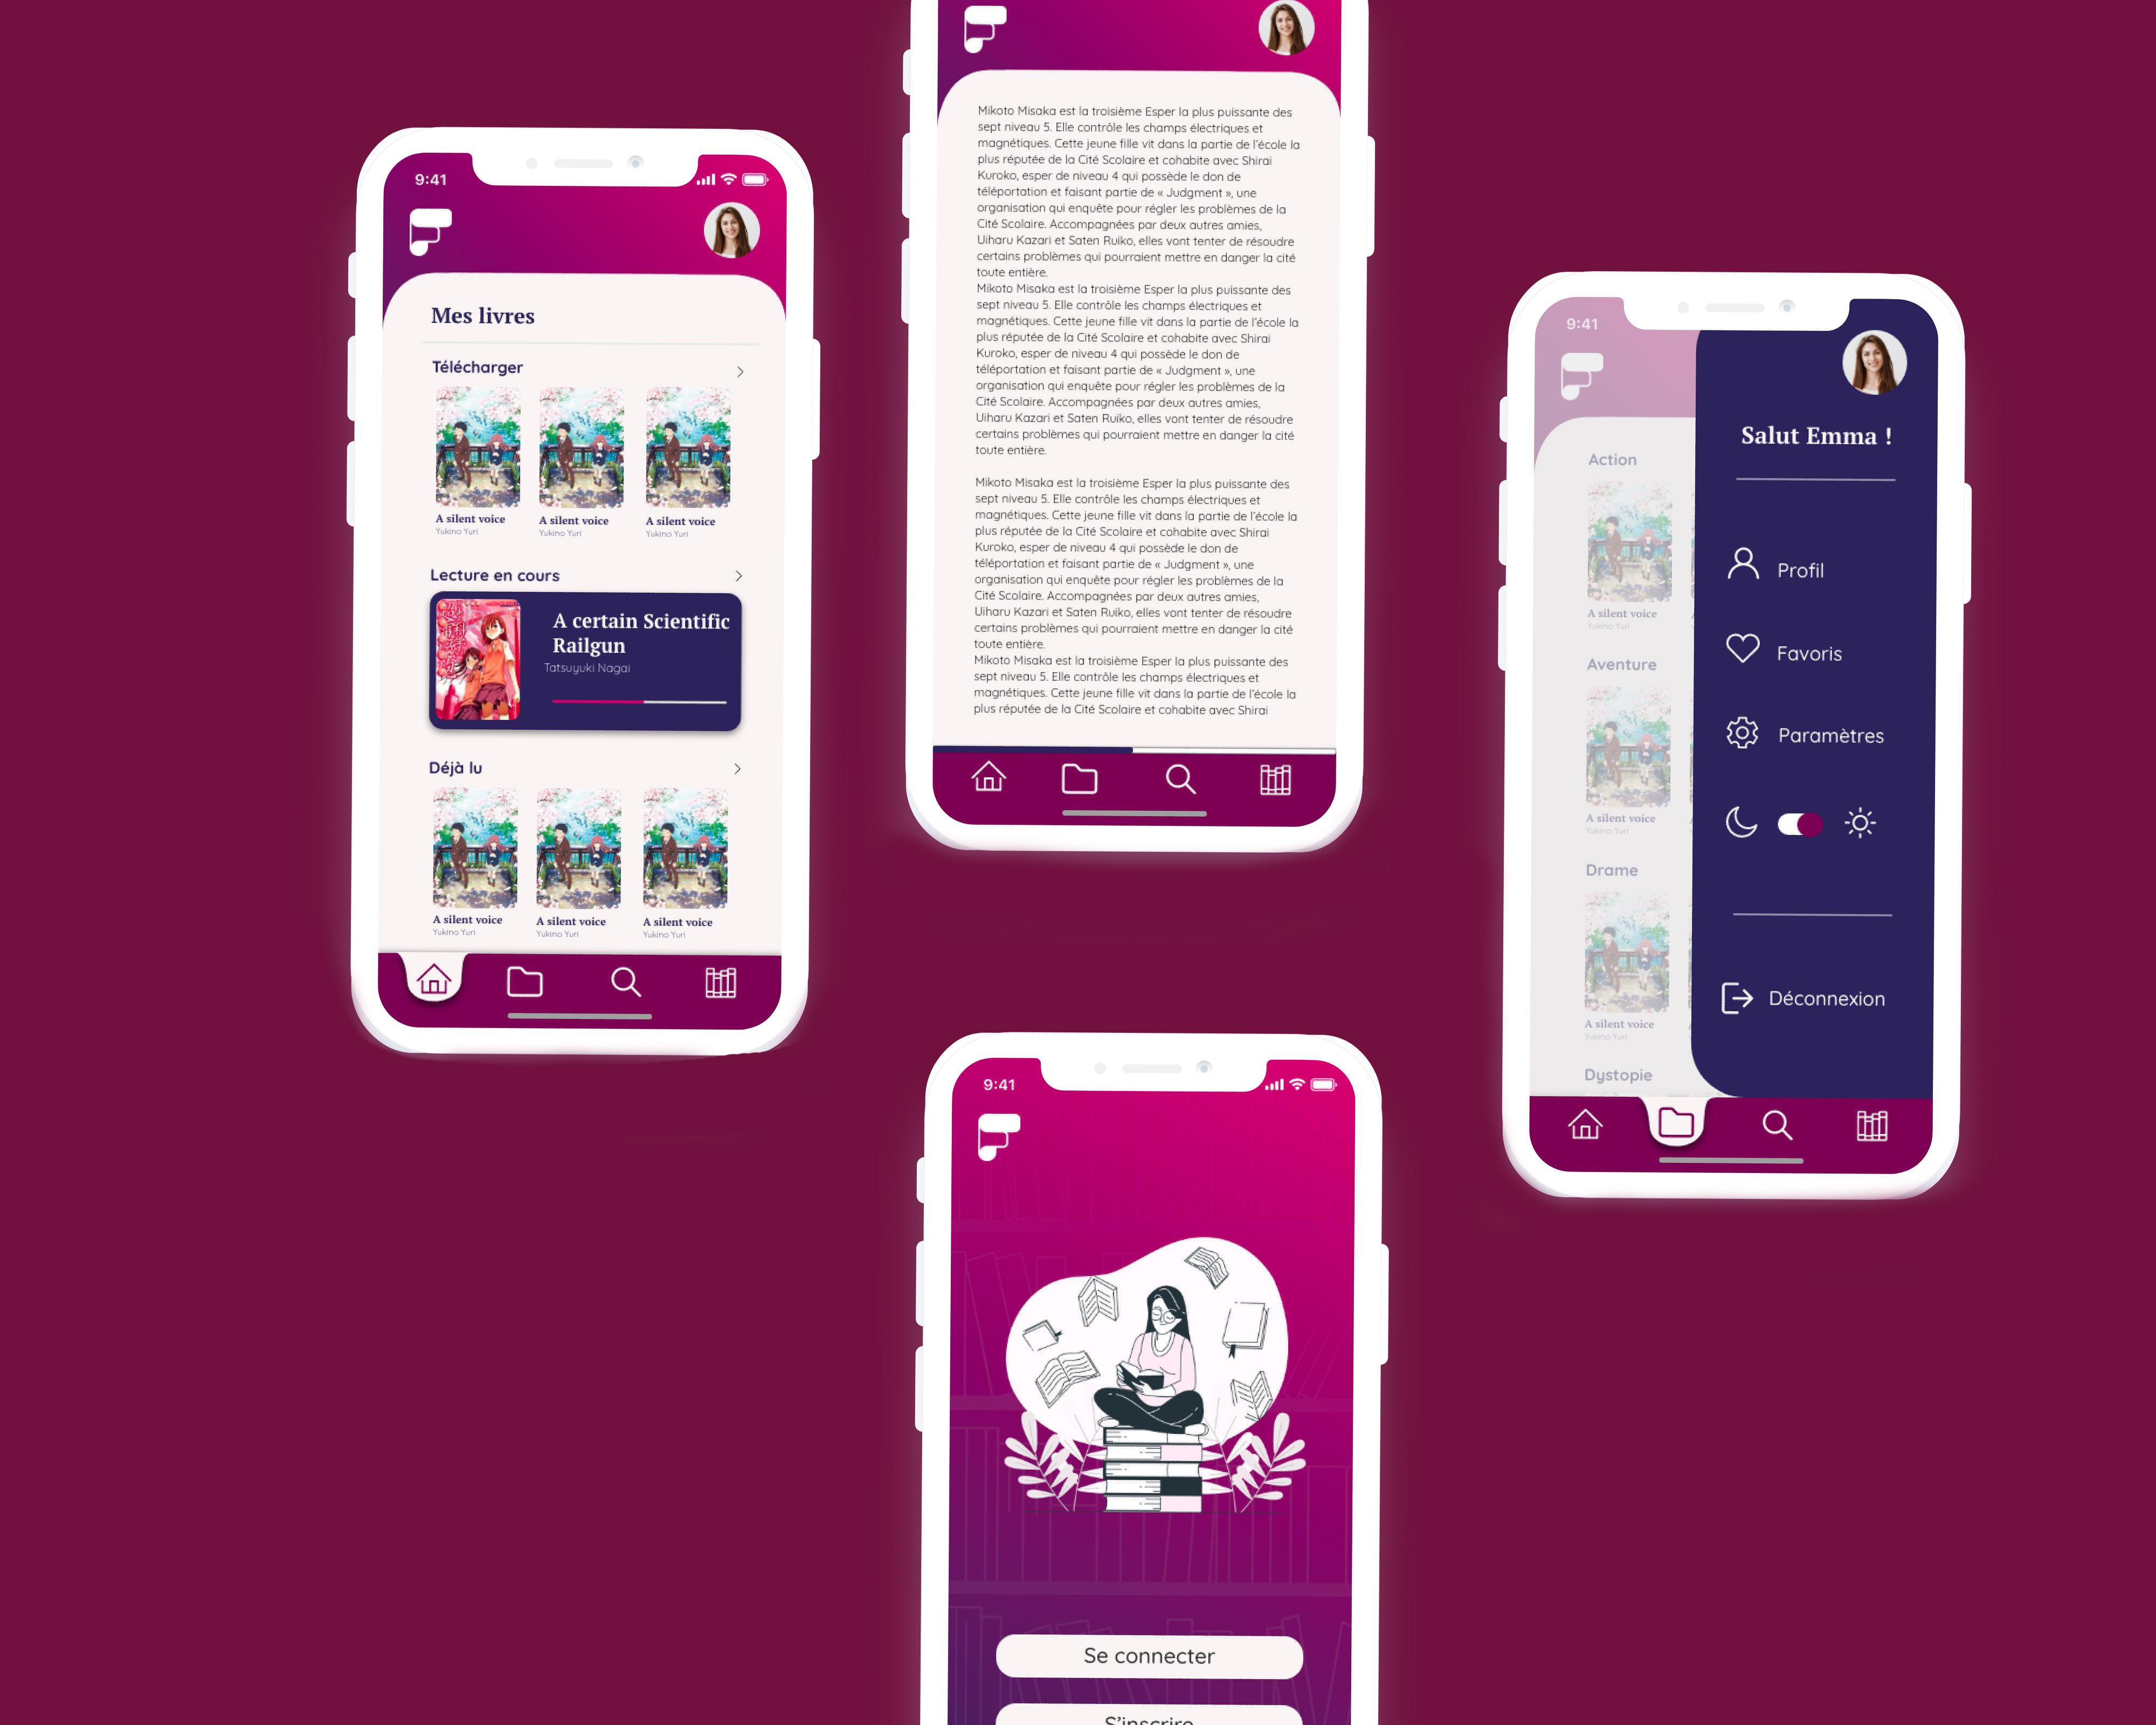 9:41
Mes livres
Télécharger
A silent voice
Yukino Yuri
A silent voice
Yukino Yuri
A silent voice
Yukino Yuri
Lecture en cours
A certain Scientific
Railgun
Tatsuyuki Nagai
Déjà lu
A silent voice
Yukino Yuri
A silent voice
Yukino Yuri
A silent voice
Yukino Yuri
Mikoto Misaka est la troisième Esper la plus puissante des
sept niveau 5. Elle contrôle les champs électriques et
magnétiques. Cette jeune fille vit dans la partie de l'école la
plus réputée de la Cité Scolaire et cohabite avec Shirai
Kuroko, esper de niveau 4 qui possède le don de
téléportation et faisant partie de « Judgment », une
organisation qui enquête pour régler les problèmes de la
Cité Scolaire. Accompagnées par deux autres amies,
Uiharu Kazari et Saten Ruiko, elles vont tenter de résoudre
certains problèmes qui pourraient mettre en danger la cité
toute entière.
Mikoto Misaka est la troisième Esper la plus puissante des
sept niveau 5. Elle contrôle les champs électriques et
magnétiques. Cette jeune fille vit dans la partie de l'école la
plus réputée de la Cité Scolaire et cohabite avec Shirai
Kuroko, esper de niveau 4 qui possède le don de
téléportation et faisant partie de « Judgment », une
organisation qui enquête pour régler les problèmes de la
Cité Scolaire. Accompagnées par deux autres amies,
Uiharu Kazari et Saten Ruiko, elles vont tenter de résoudre
certains problèmes qui pourraient mettre en danger la cité
toute entière.
Mikoto Misaka est la troisième Esper la plus puissante des
sept niveau 5. Elle contrôle les champs électriques et
magnétiques. Cette jeune fille vit dans la partie de l'école la
plus réputée de la Cité Scolaire et cohabite avec Shirai
Kuroko, esper de niveau 4 qui possède le don de
téléportation et faisant partie de « Judgment », une
organisation qui enquête pour régler les problèmes de la
Cité Scolaire. Accompagnées par deux autres amies,
Uiharu Kazari et Saten Ruiko, elles vont tenter de résoudre
certains problèmes qui pourraient mettre en danger la cité
toute entière.
Mikoto Misaka est la troisième Esper la plus puissante des
sept niveau 5. Elle contrôle les champs électriques et
magnétiques. Cette jeune fille vit dans la partie de l'école la
plus réputée de la Cité Scolaire et cohabite avec Shirai
9:41
Action
A silent voice
Yukino Yuri
Aventure
A silent voice
Yukino Yuri
Drame
A silent voice
Yukino Yuri
Dystopie
Salut Emma !
Profil
Favoris
Paramètres
Déconnexion
9:41
Se connecter
S'inscrire